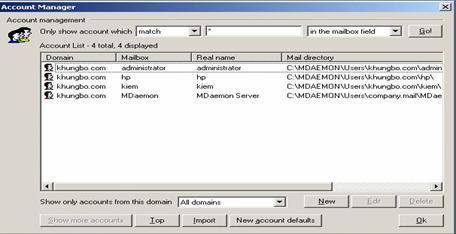 Account Manager
Account management
Only show account which match * in the mailbox field Go!
Account List - 4 total, 4 displayed
Domain Mailbox Real name Mail directory
khungbo.com administrator administrator C:\MDAEMON\Users\khungbo.com\admin
khungbo.com hp hp C:\MDAEMON\Users\khungbo.com\hp\
khungbo.com kiem kiem C:\MDAEMON\Users\khungbo.com\kiem\
khungbo.com MDaemon MDaemon Server C:\MDAEMON\Users\company.mail\MDae
Show only accounts from this domain All domains New Edit Delete
Show more accounts Top Import New account defaults Ok